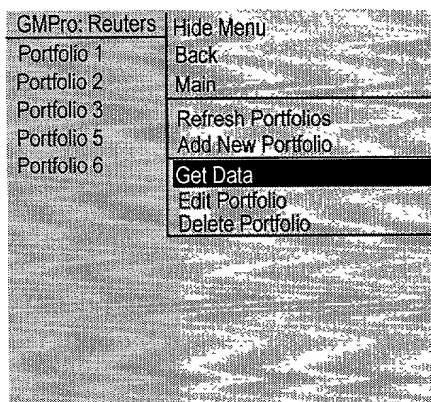 GMPro: Reuters
Portfolio 1
Portfolio 2
Portfolio 3
Portfolio 5
Portfolio 6
Hide Menu
Back
Main
Refresh Portfolios
Add New Portfolio
Get Data
Edit Portfolio
Delete Portfolio